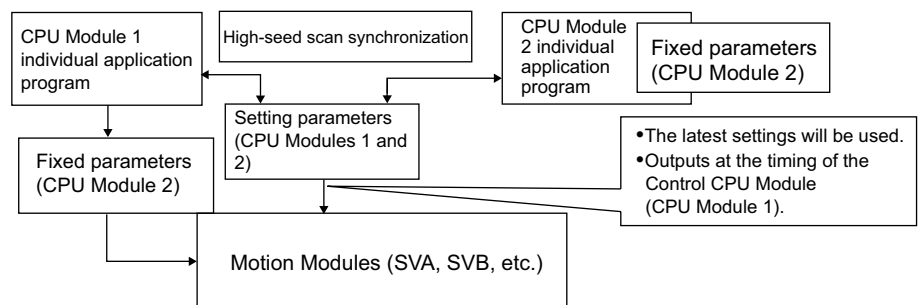 CPU Module 1
individual application
program
High-seed scan synchronization
CPU Module
2 individual
application
program
Fixed parameters
(CPU Module 2)
Setting parameters
(CPU Modules 1 and
2)
Fixed parameters
(CPU Module 2)
•The latest settings will be used.
•Outputs at the timing of the
Control CPU Module
(CPU Module 1).
Motion Modules (SVA, SVB, etc.)